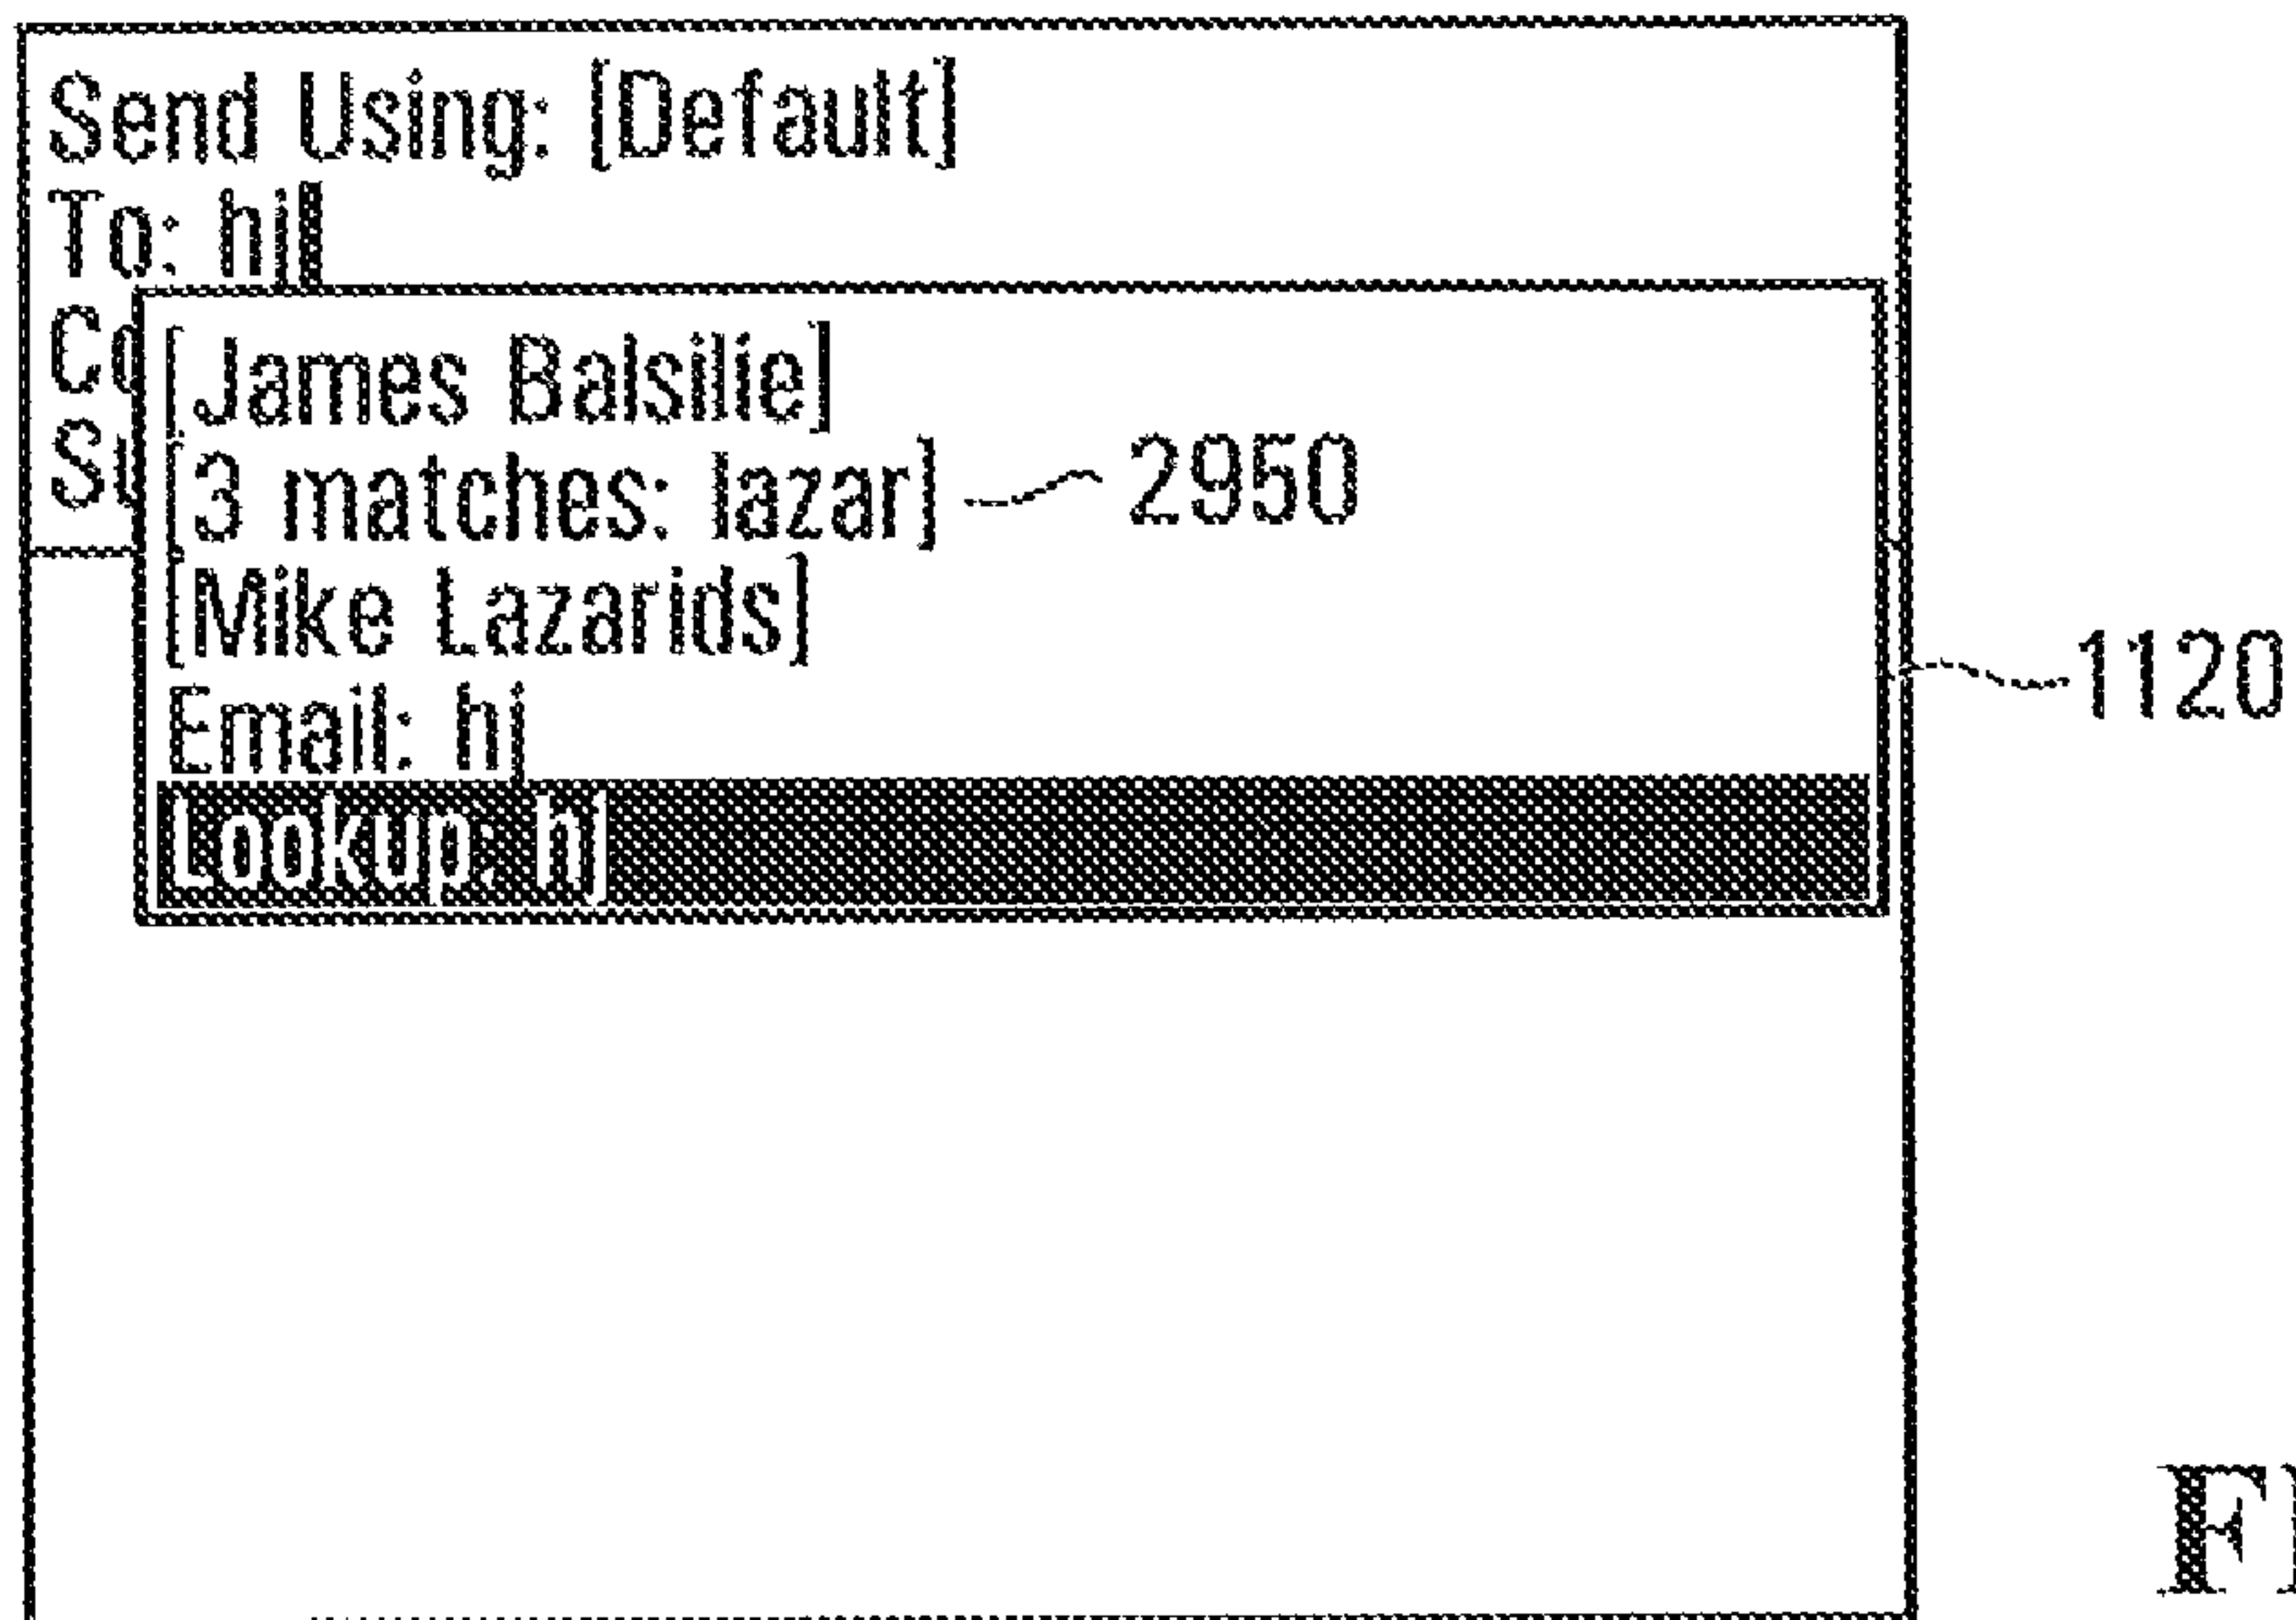 Send Using: [Default]
To: hj
Cc
Su
[James Balsilie]
[3 matches: lazar]
2950
[Mike Lazarids]
1120
Email: hj
Lookup: hj